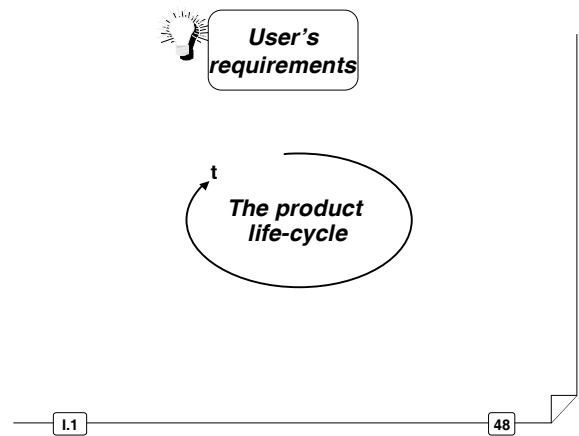 User's
requirements
t
The product
life-cycle
I.1
48